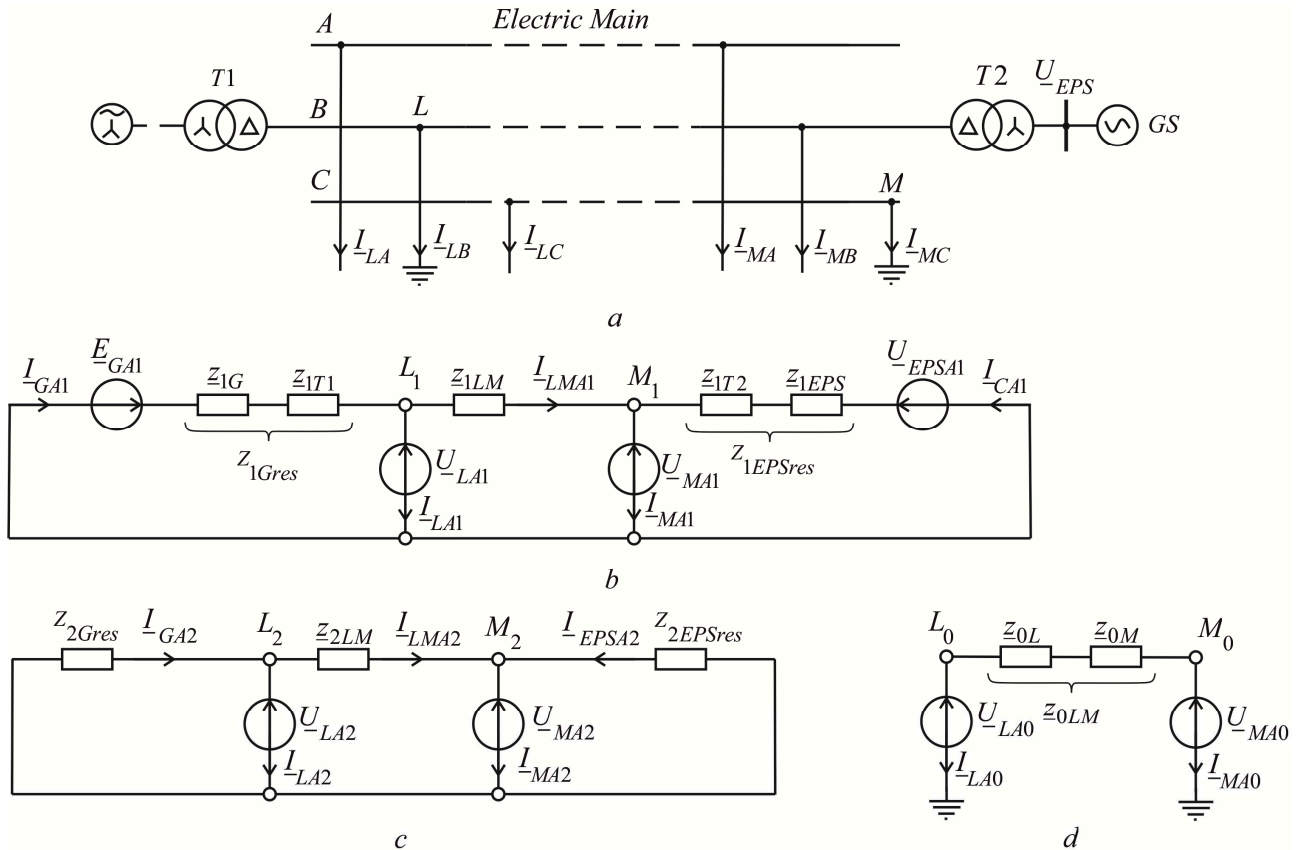 Electric Main
A
T1
B
L
T2
U_EPS
GS
C
M
I_LA
I_LB
I_LC
I_MA
I_MB
I_MC
a
I_GA1
E_GA1
z_1G
z_1T1
L_1
z_1LM
I_LMA1
M_1
z_1T2
z_1EPS
U_EPSA1
I_CA1
Z_1Gres
U_LA1
Z_1EPSres
U_MA1
I_LA1
I_MA1
b
Z_2Gres
I_GA2
L_2
z_2LM
I_LMA2
M_2
I_EPSA2
Z_2EPSres
U_LA2
U_MA2
I_LA2
I_MA2
c
L_0
z_0L
z_0M
M_0
U_LA0
z_0LM
U_MA0
I_LA0
I_MA0
d